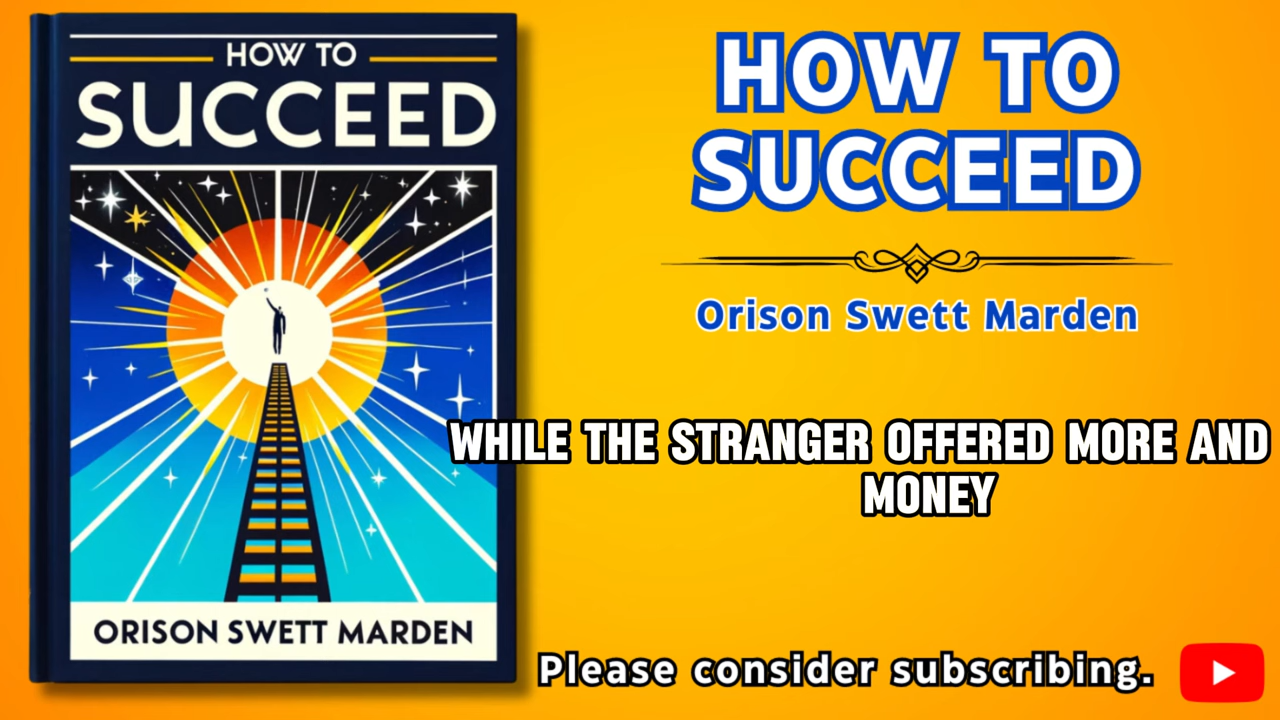 HOW TO
SUCCEED
ORISON SWETT MARDEN
HOW TO
SUCCEED
Orison Swett Marden
WHILE THE STRANGER OFFERED MORE AND
MONEY
Please consider subscribing.